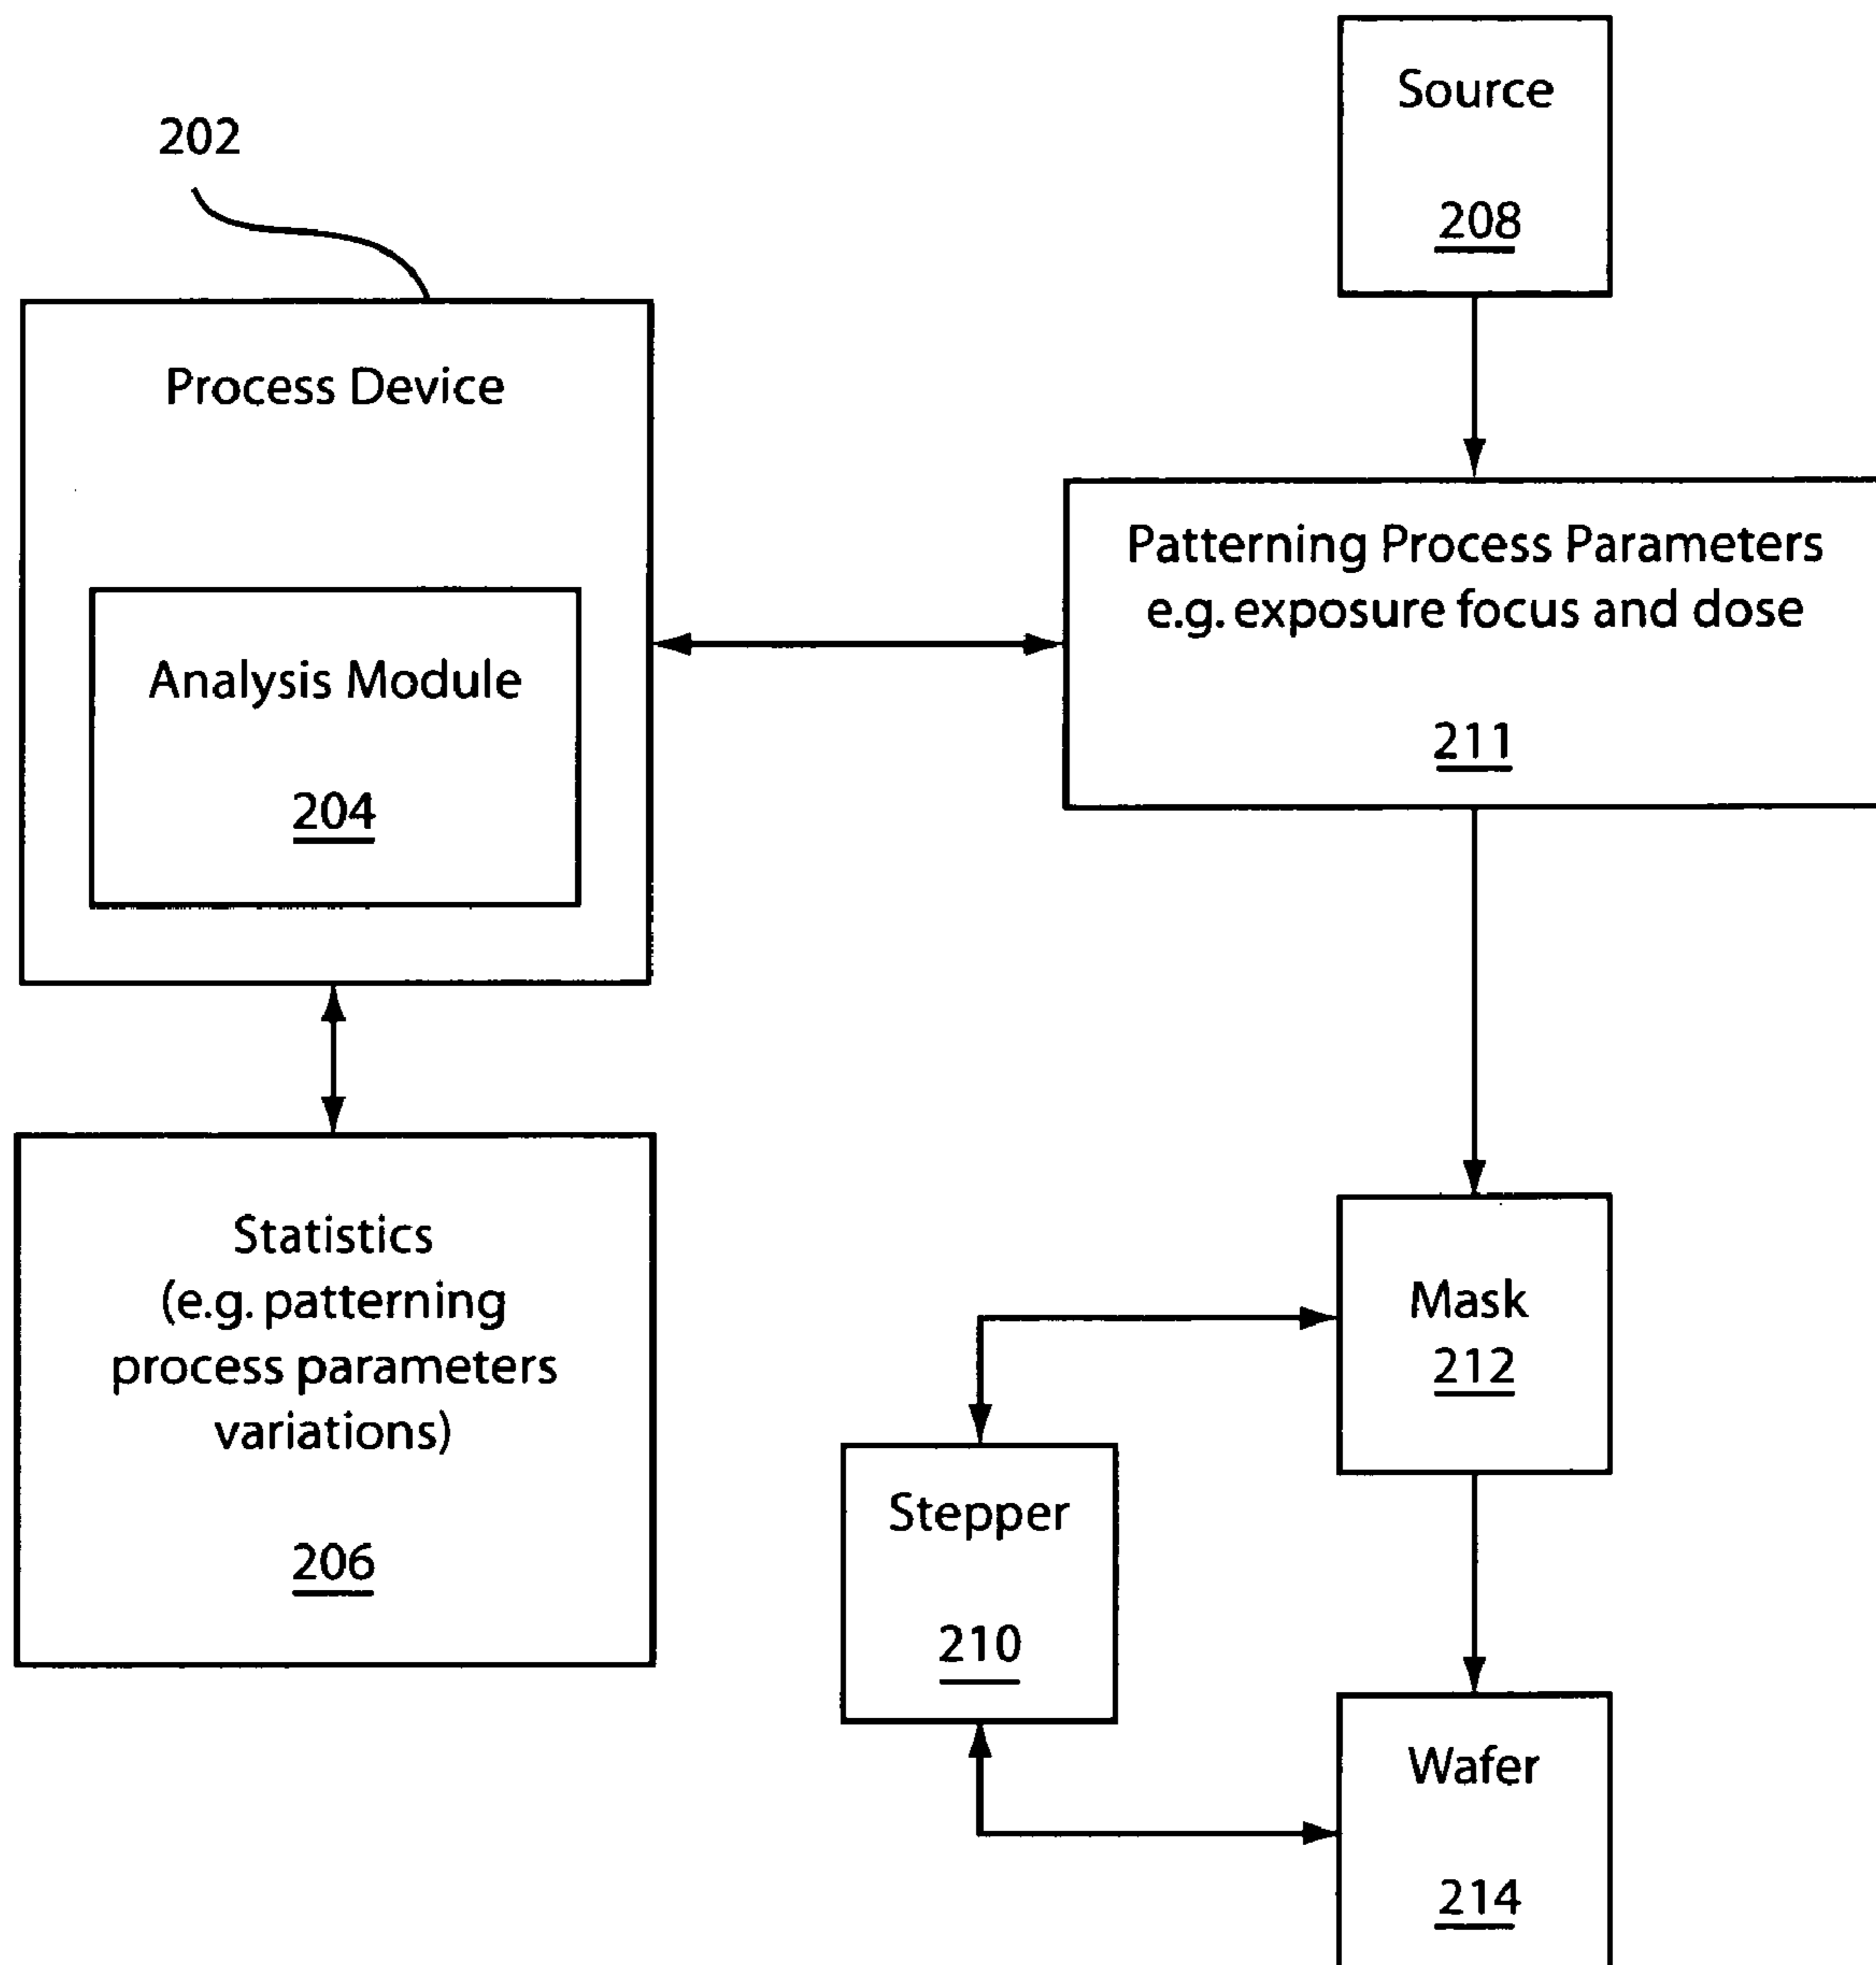 202
Process Device
Analysis Module
204
Statistics
(e.g. patterning
process parameters
variations)
206
Source
208
Patterning Process Parameters
e.g. exposure focus and dose
211
Mask
212
Stepper
210
Wafer
214